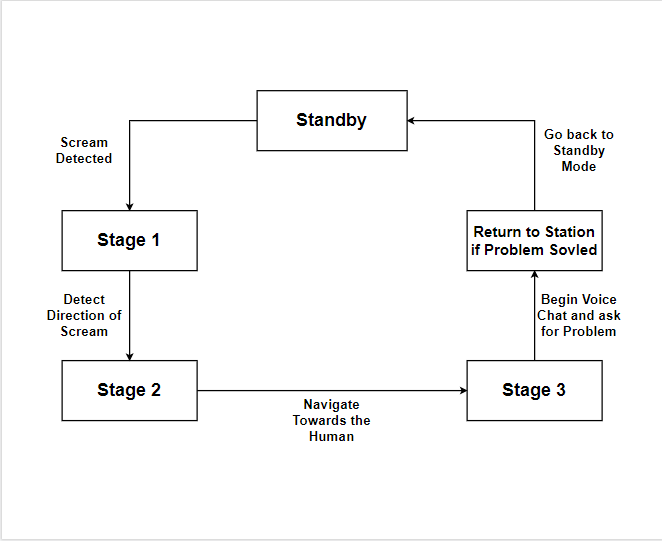 Standby
Scream
Detected
Stage 1
Detect
Direction of
Scream
Stage 2
Navigate
Towards the
Human
Stage 3
Begin Voice
Chat and ask
for Problem
Return to Station
if Problem Sovled
Go back to
Standby
Mode